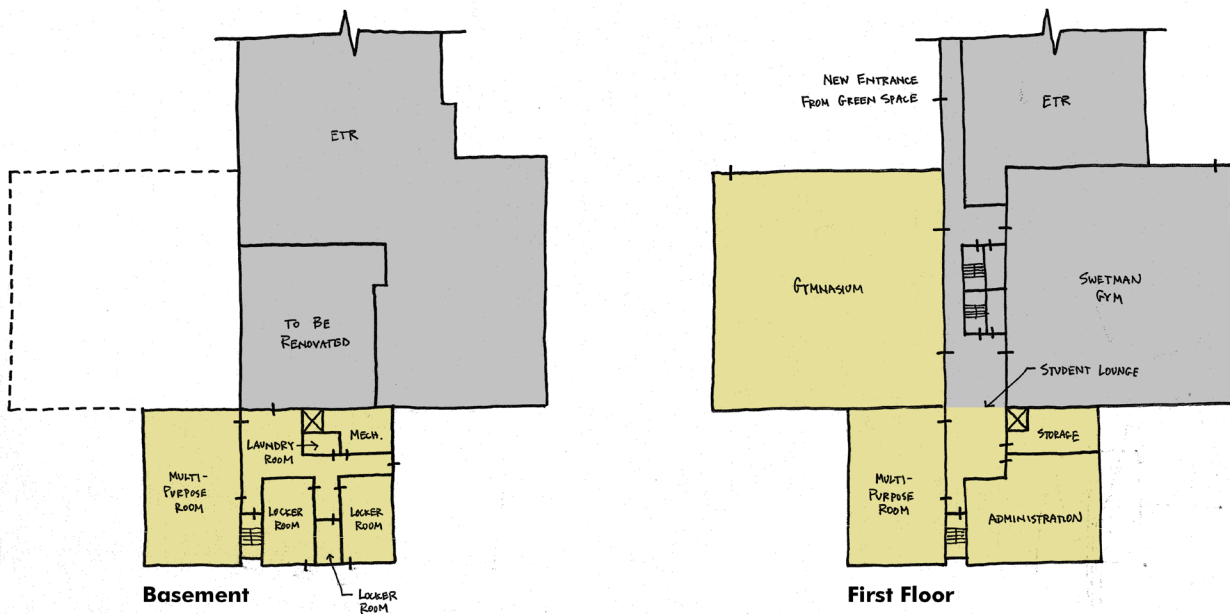 ETR
TO BE
RENOVATED
LAUNDRY
ROOM
MECH.
MULTI-
PURPOSE
ROOM
LOCKER
ROOM
LOCKER
ROOM
LOCKER
ROOM
Basement
NEW ENTRANCE
FROM GREEN SPACE
ETR
GYMNASIUM
SWETMAN
GYM
STUDENT LOUNGE
STORAGE
MULTI-
PURPOSE
ROOM
ADMINISTRATION
First Floor